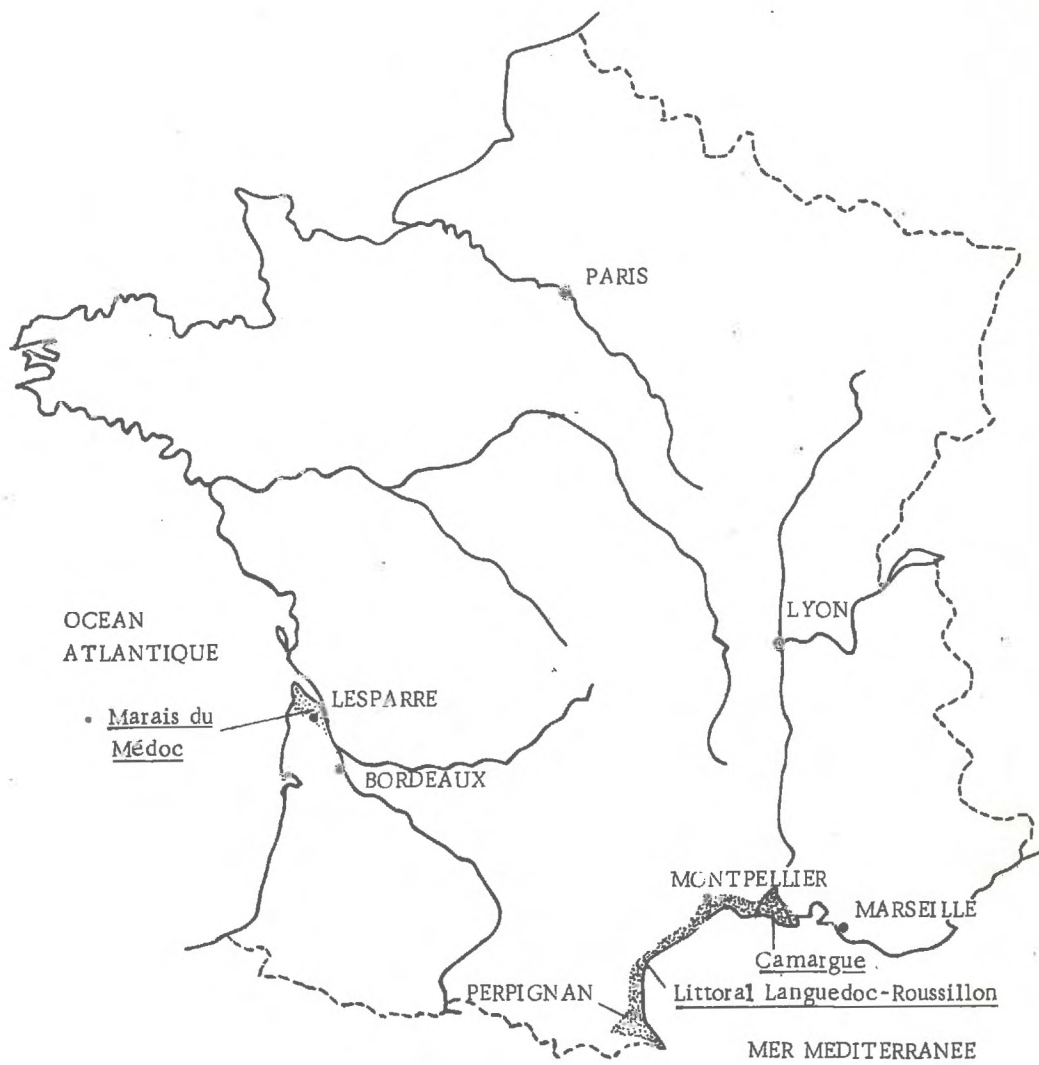 PARIS
LYON
OCEAN
ATLANTIQUE
LESPARRE
Marais du
Médoc
BORDEAUX
MONTPELLIER
MARSEILLE
Camargue
PERPIGNAN
Littoral Languedoc-Roussillon
MER MEDITERRANEE